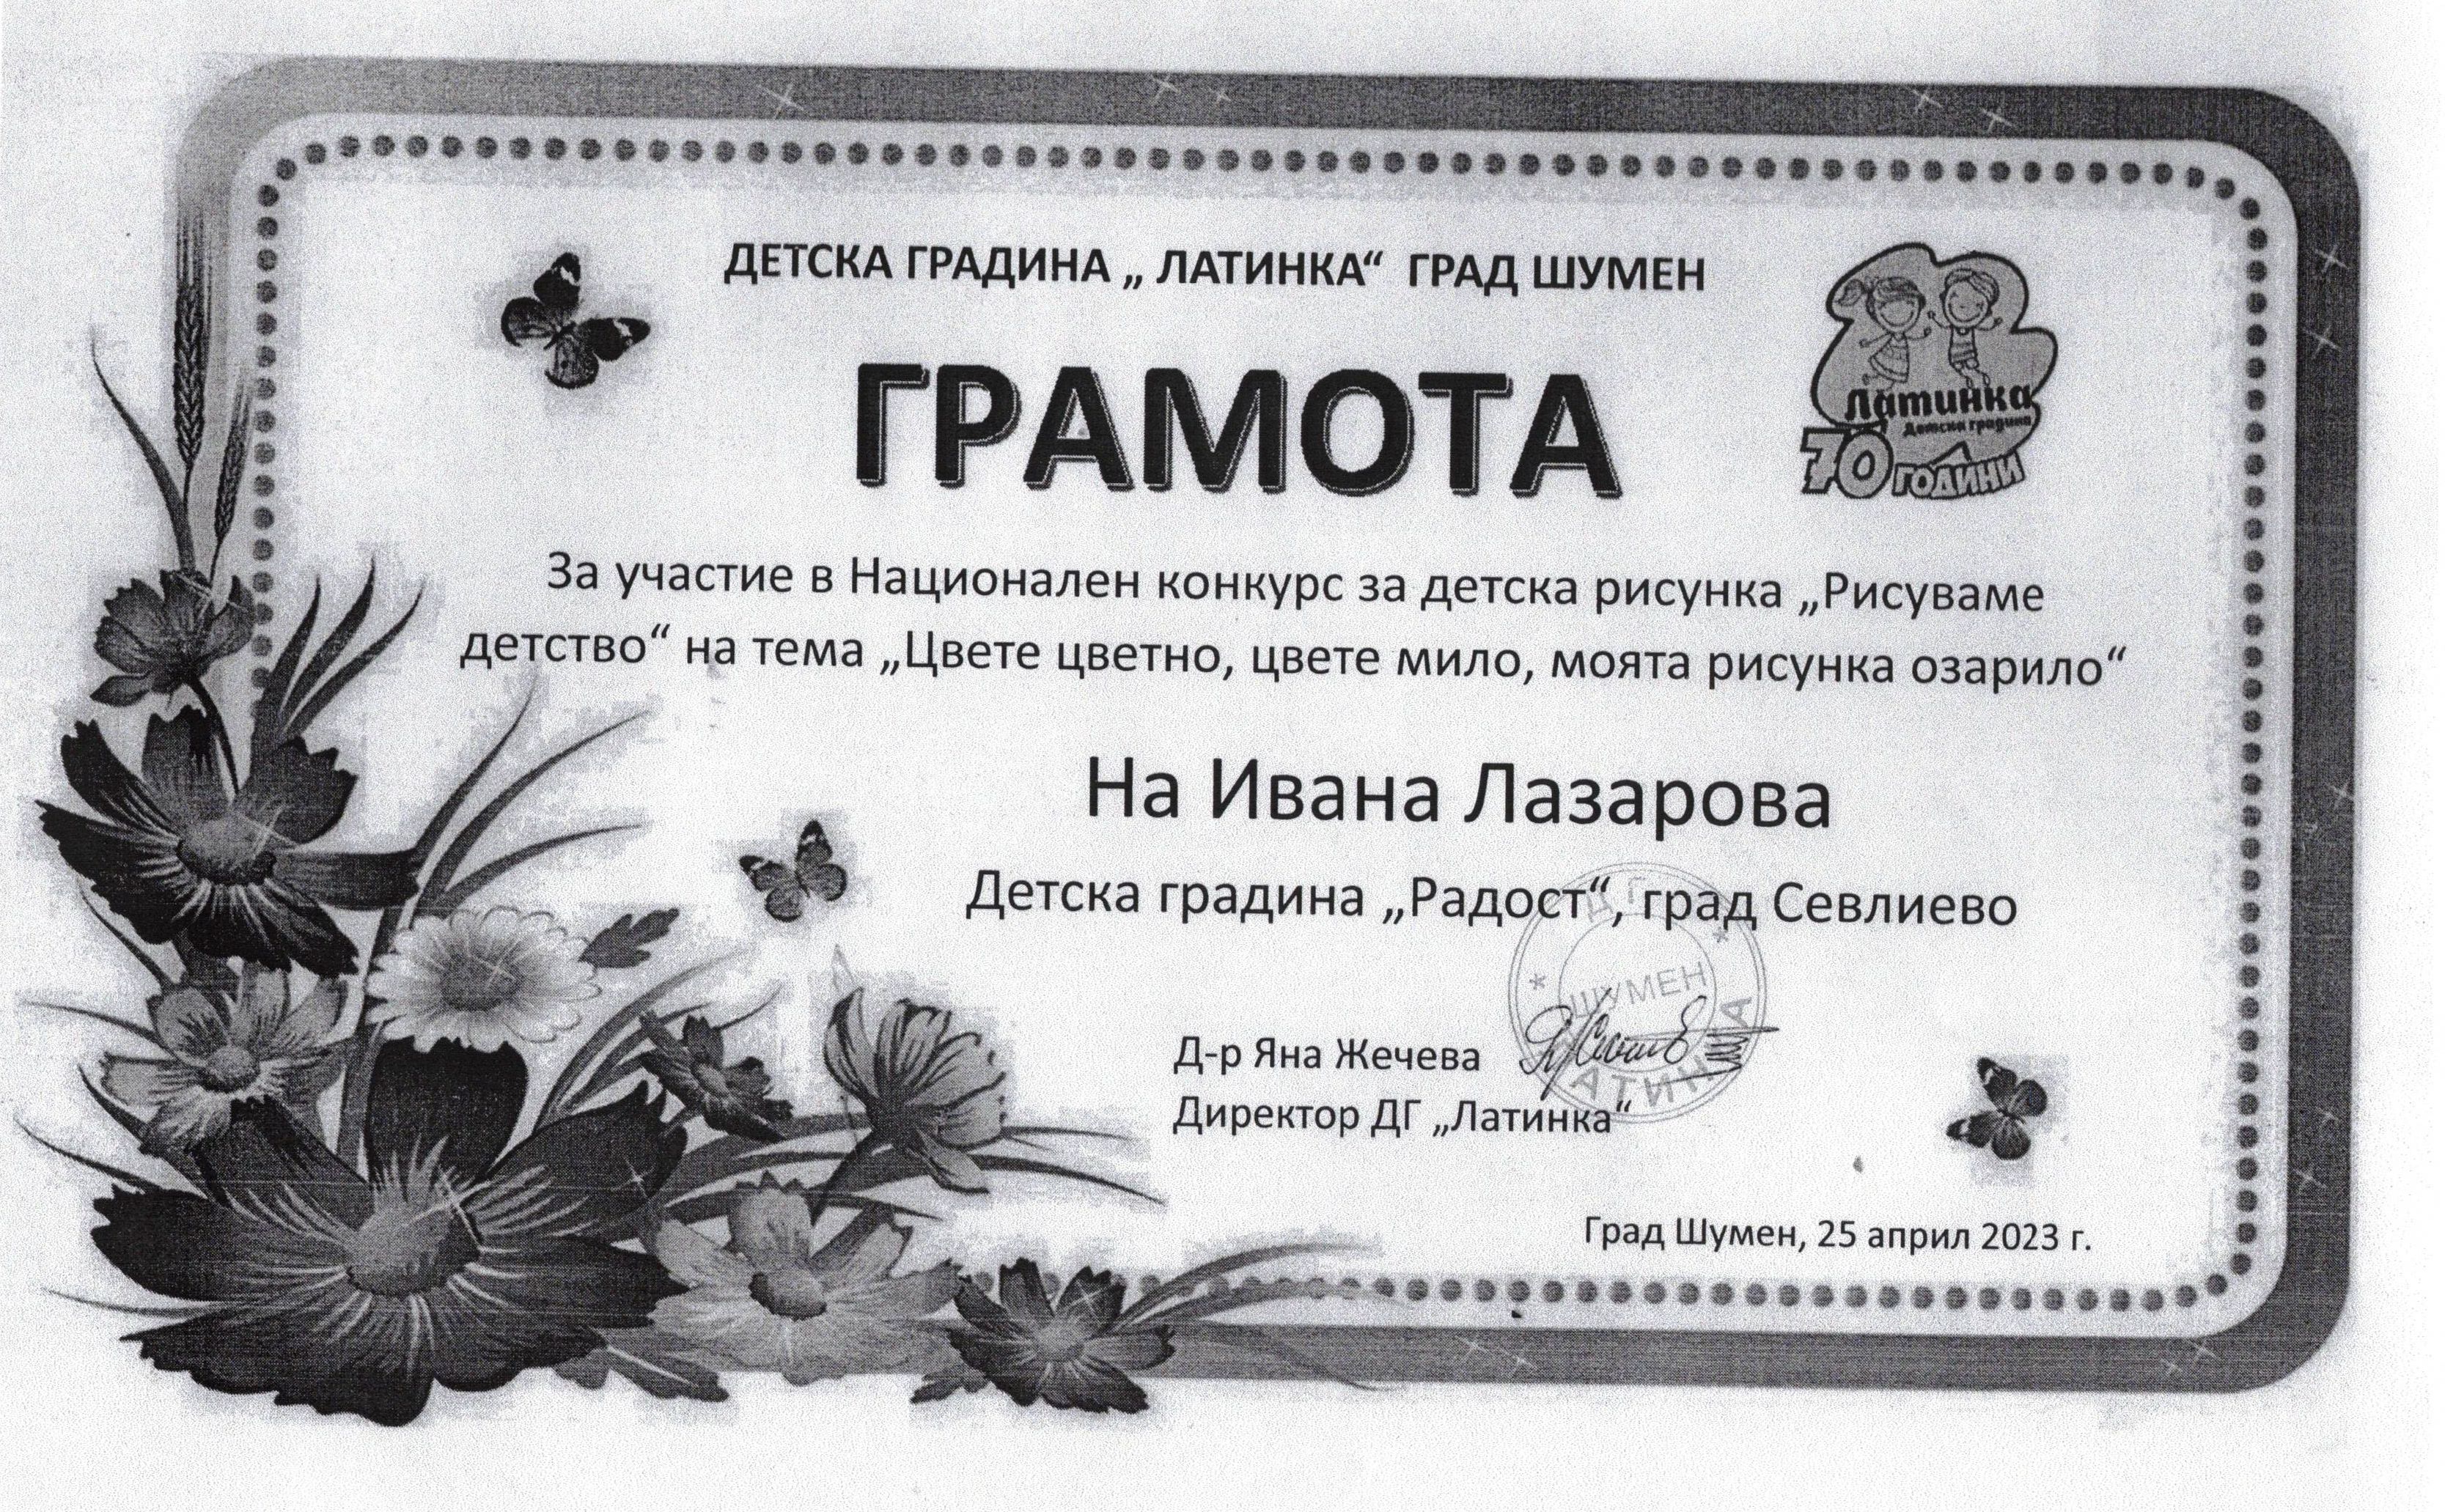 ДЕТСКА ГРАДИНА „ ЛАТИНКА“ ГРАД ШУМЕН
ГРАМОТА
Латинка
Детска градина
70 ГОДИНИ
За участие в Национален конкурс за детска рисунка „Рисуваме
детство“ на тема „Цвете цветно, цвете мило, моята рисунка озарило“
На Ивана Лазарова
Детска градина „Радост“, град Севлиево
ДГ
ШУМЕН
ЛАТИНКА
Д-р Яна Жечева
Директор ДГ „Латинка“
Град Шумен, 25 април 2023 г.